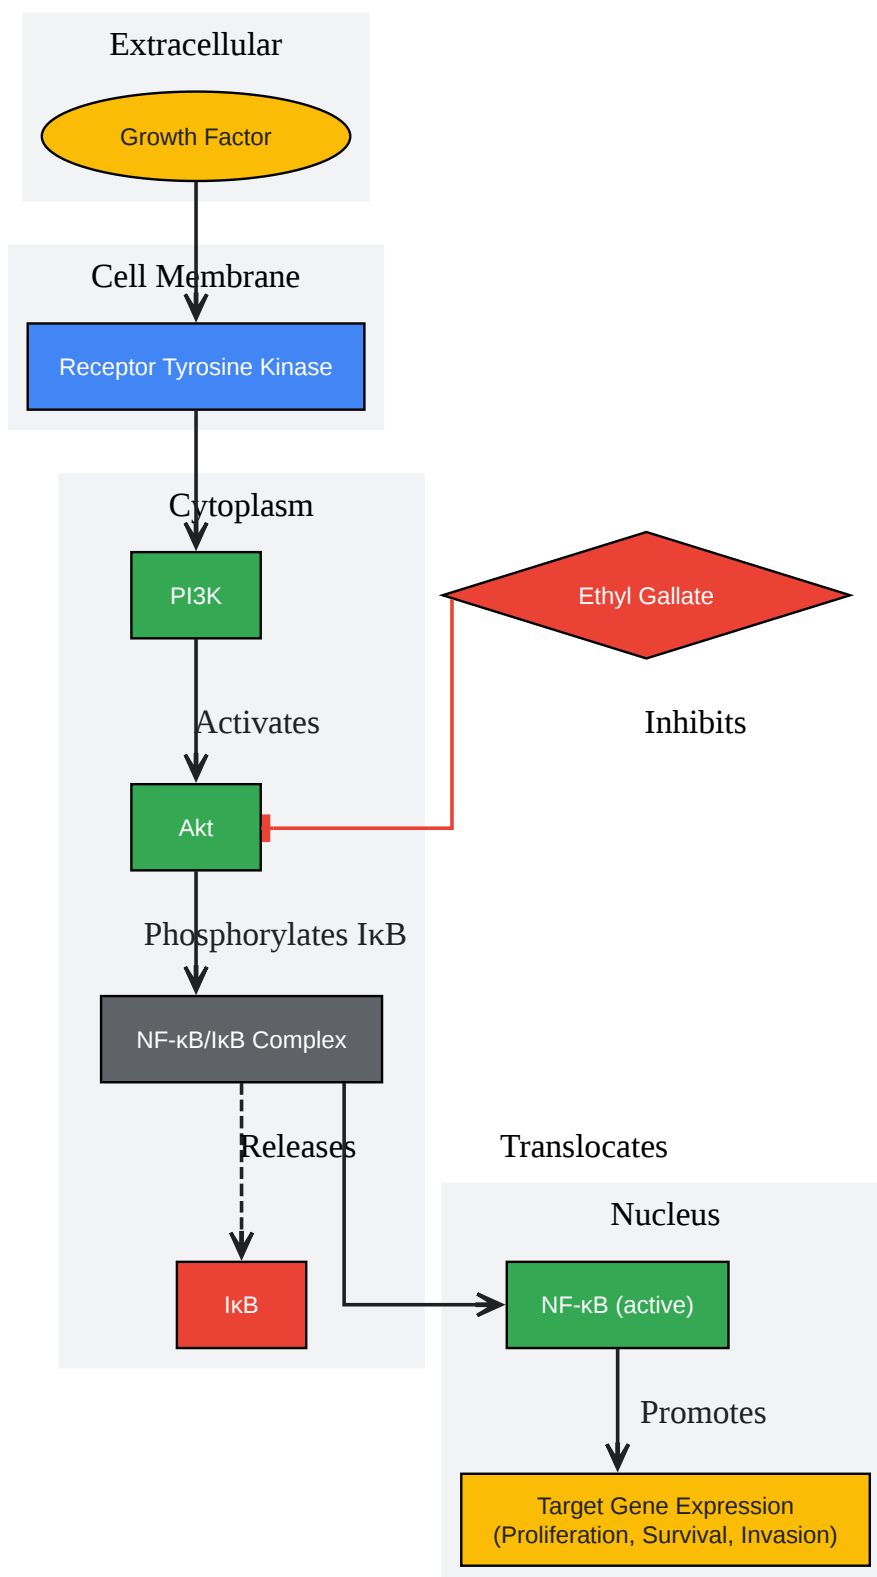 Extracellular
Growth Factor
Cell Membrane
Receptor Tyrosine Kinase
Cytoplasm
PI3K
Ethyl Gallate
Activates
Inhibits
Akt
Phosphorylates IκB
NF-κB/IκB Complex
Releases
Translocates
Nucleus
IκB
NF-κB (active)
Promotes
Target Gene Expression
(Proliferation, Survival, Invasion)